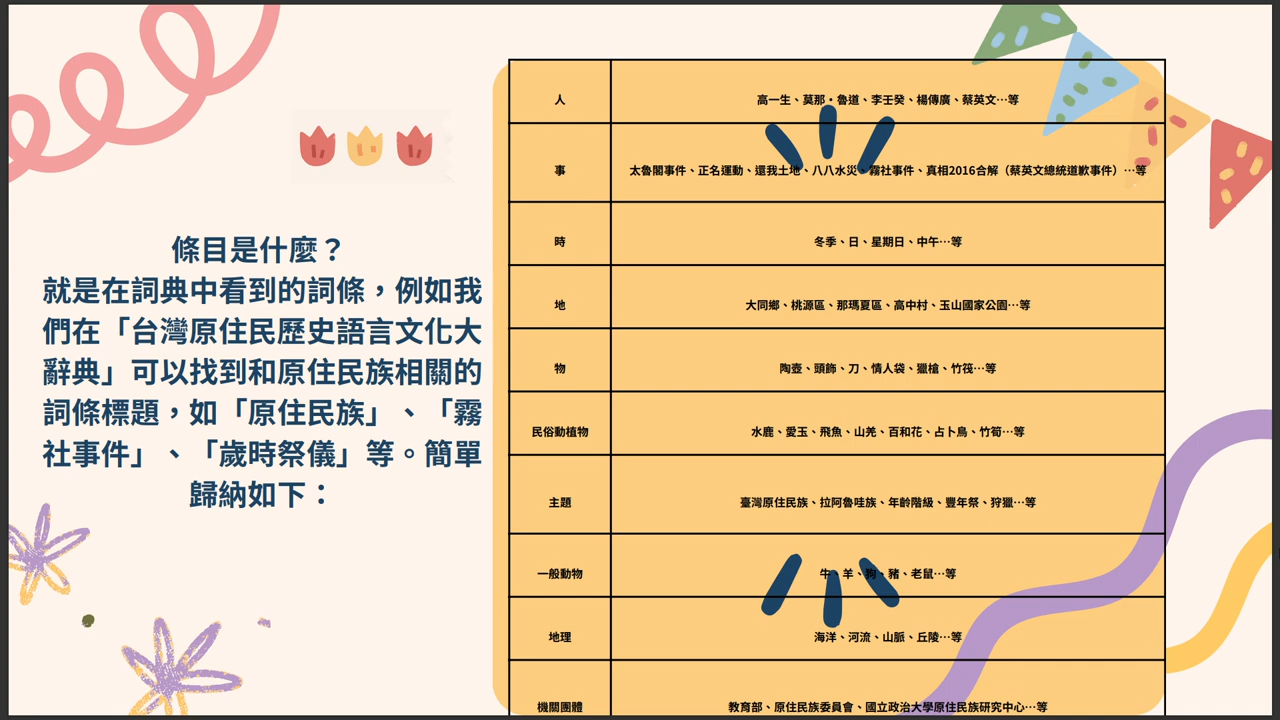 條目是什麼？
就是在詞典中看到的詞條，例如我
們在「台灣原住民歷史語言文化大
辭典」可以找到和原住民族相關的
詞條標題，如「原住民族」、「霧
社事件」、「歲時祭儀」等。簡單
歸納如下：
人 高一生、莫那・魯道、李壬癸、楊傳廣、蔡英文…等
事 太魯閣事件、正名運動、還我土地、八八水災、霧社事件、真相2016合解（蔡英文總統道歉事件）…等
時 冬季、日、星期日、中午…等
地 大同鄉、桃源區、那瑪夏區、高中村、玉山國家公園…等
物 陶壺、頭飾、刀、情人袋、獵槍、竹筏…等
民俗動植物 水鹿、愛玉、飛魚、山羌、百和花、占卜鳥、竹筍…等
主題 臺灣原住民族、拉阿魯哇族、年齡階級、豐年祭、狩獵…等
一般動物 牛、羊、狗、豬、老鼠…等
地理 海洋、河流、山脈、丘陵…等
機關團體 教育部、原住民族委員會、國立政治大學原住民族研究中心…等